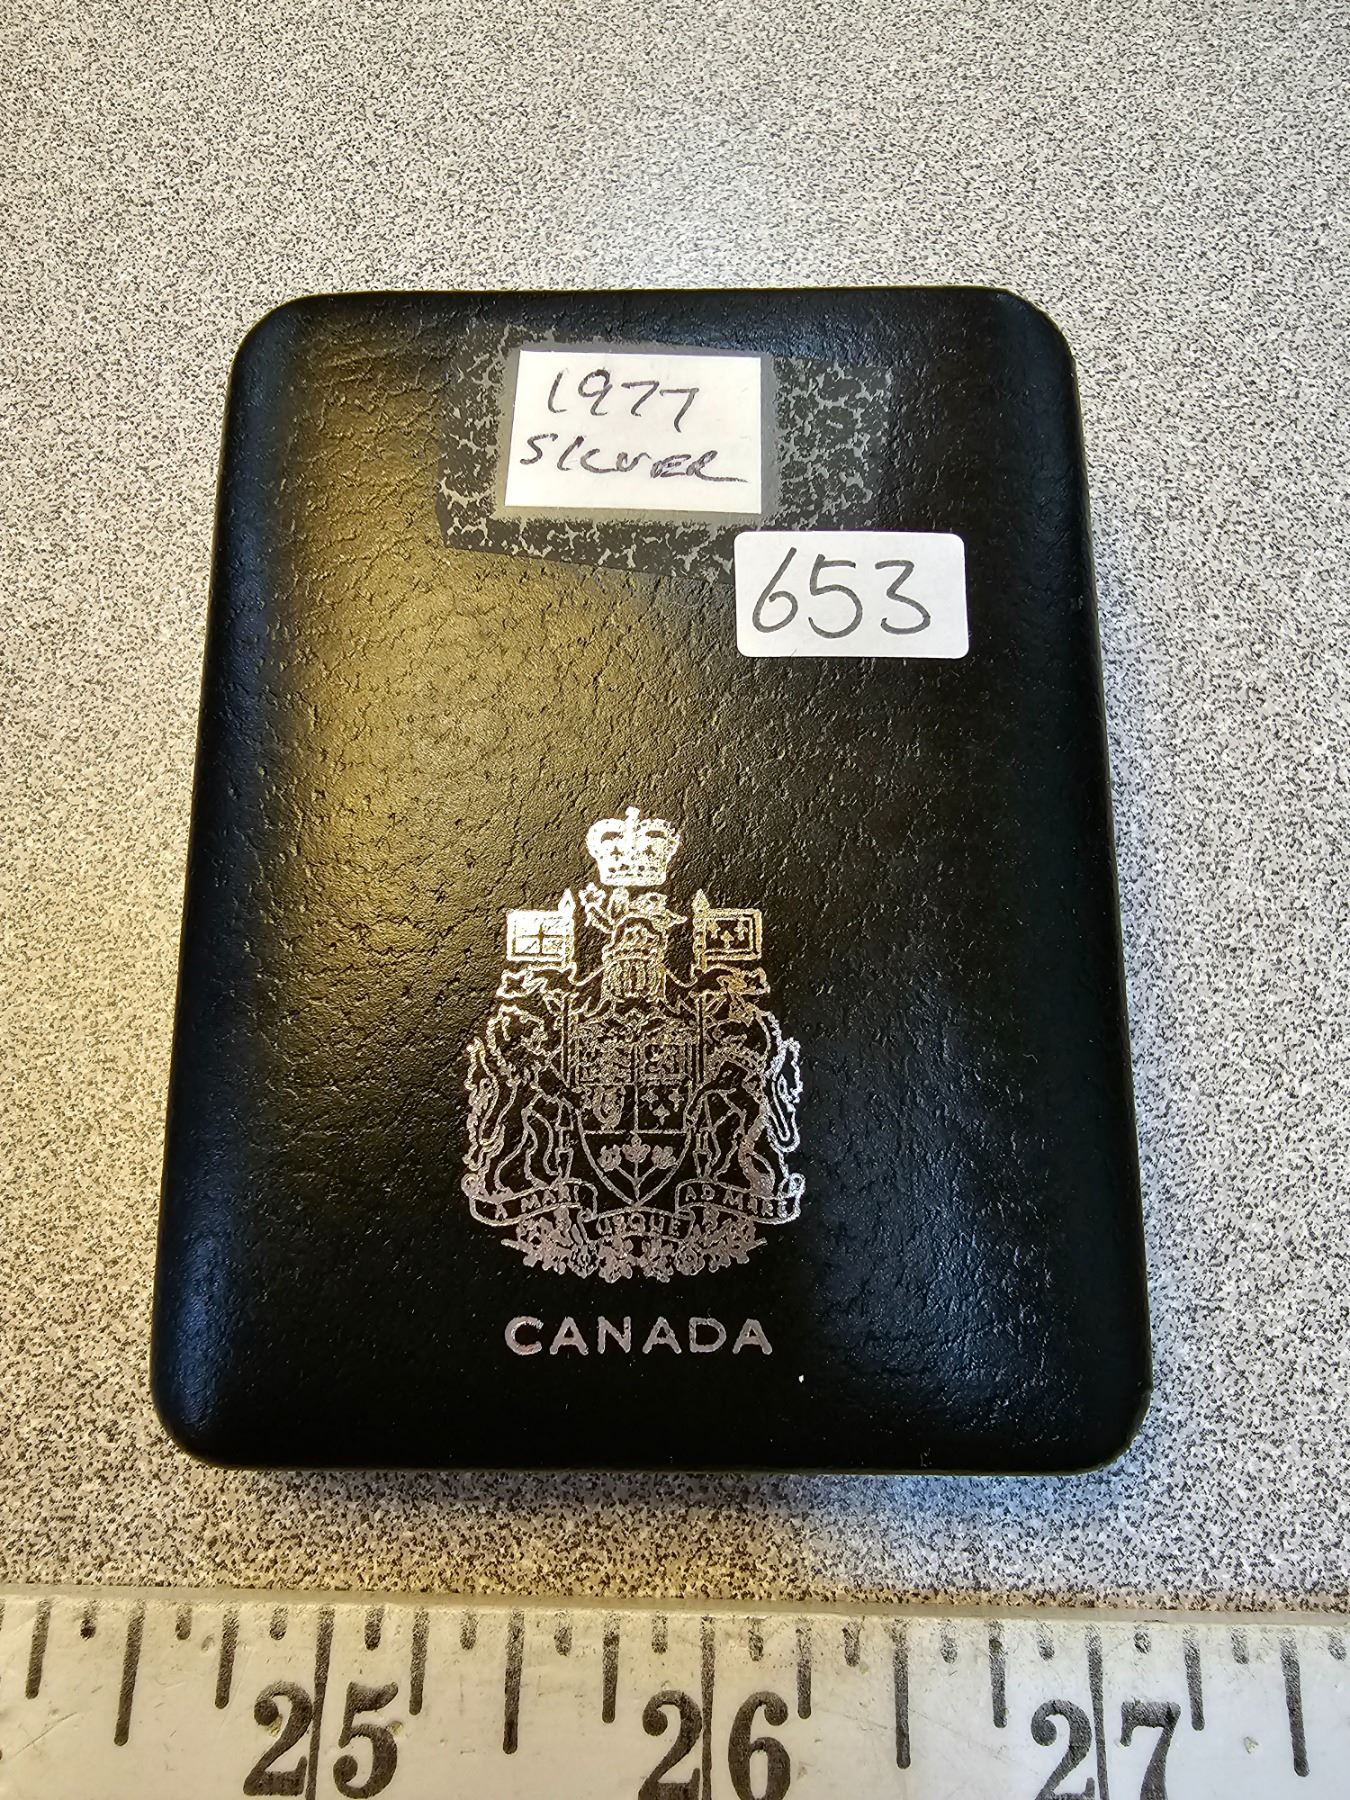 1977
SILVER
653
A MARI
USQUE
AD MARE
CANADA
25
26
27